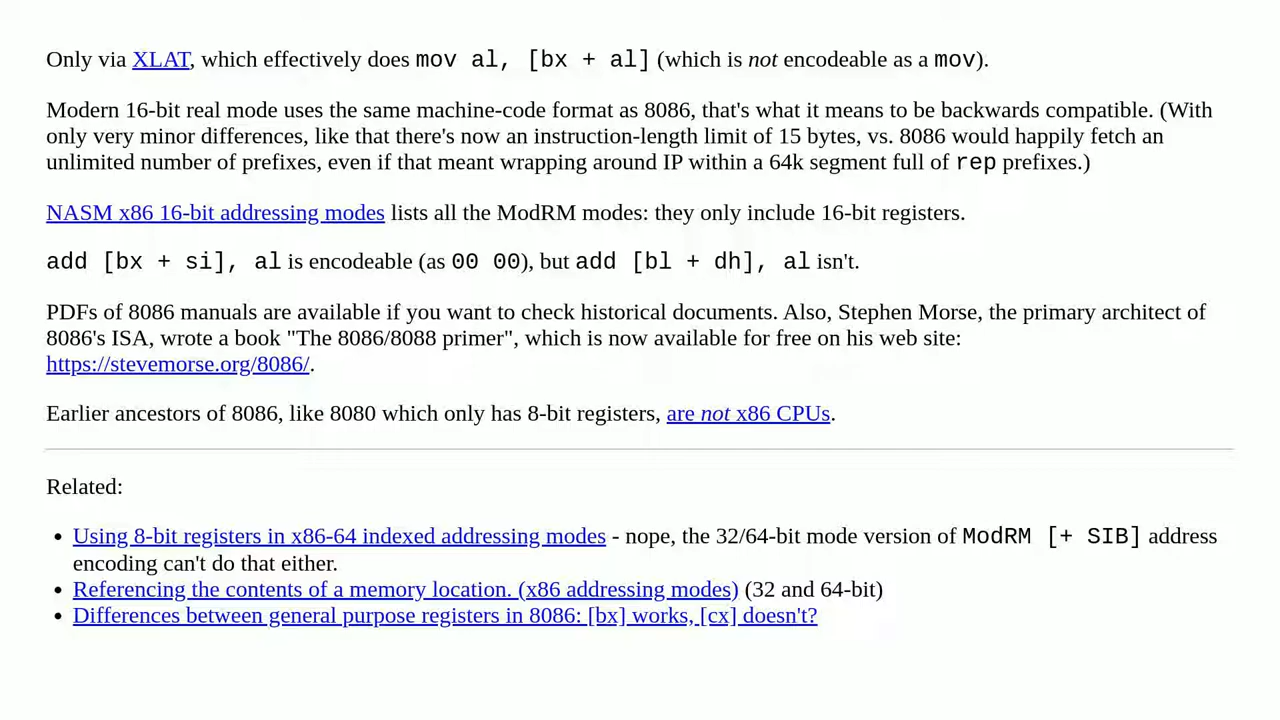 Only via XLAT, which effectively does mov al, [bx + al] (which is not encodeable as a mov).
Modern 16-bit real mode uses the same machine-code format as 8086, that's what it means to be backwards compatible. (With
only very minor differences, like that there's now an instruction-length limit of 15 bytes, vs. 8086 would happily fetch an
unlimited number of prefixes, even if that meant wrapping around IP within a 64k segment full of rep prefixes.)
NASM x86 16-bit addressing modes lists all the ModRM modes: they only include 16-bit registers.
add [bx + si], al is encodeable (as 00 00), but add [bl + dh], al isn't.
PDFs of 8086 manuals are available if you want to check historical documents. Also, Stephen Morse, the primary architect of
8086's ISA, wrote a book "The 8086/8088 primer", which is now available for free on his web site:
https://stevemorse.org/8086/.
Earlier ancestors of 8086, like 8080 which only has 8-bit registers, are not x86 CPUs.
Related:
• Using 8-bit registers in x86-64 indexed addressing modes - nope, the 32/64-bit mode version of ModRM [+ SIB] address
encoding can't do that either.
• Referencing the contents of a memory location. (x86 addressing modes) (32 and 64-bit)
• Differences between general purpose registers in 8086: [bx] works, [cx] doesn't?